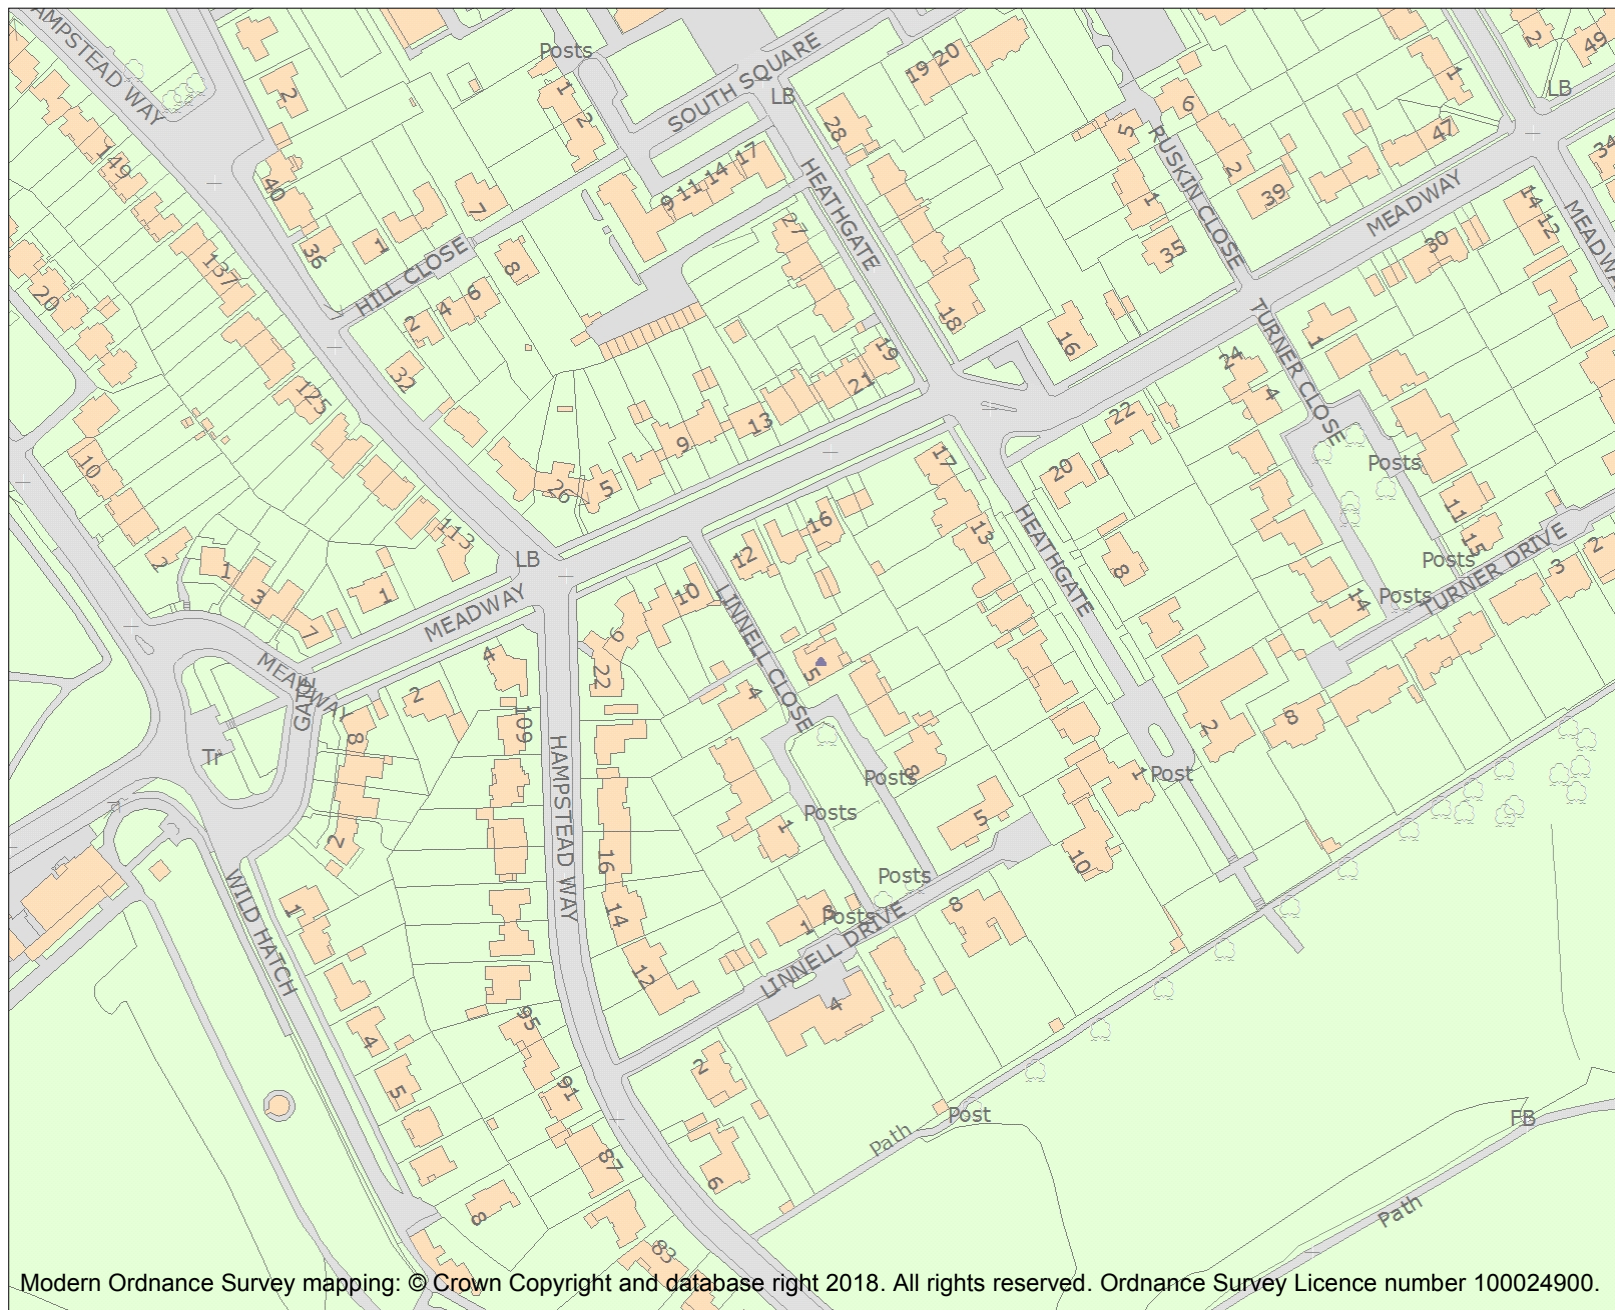 AMPSTEAD WAY
Posts
SOUTH SQUARE
LB
1
2
2
28
19 20
6
5
RUSKIN CLOSE
2
1
39
35
1
47
LB
2
49
34
MEADWAY
14 12
MEADWA
30
149
40
36
1
7
HILL CLOSE
8
9 11 14 17
27
HEATHGATE
137
20
2
4
6
32
125
18
16
19
21
13
9
TURNER CLOSE
1
24
4
22
20
10
26
5
113
LB
2
1
3
7
1
MEADWAY
17
13
16
12
10
LINNELL CLOSE
HEATHGATE
8
Posts
11
15
Posts
TURNER DRIVE
3
2
14
Posts
6
22
4
5
4
2
MEADWAY
GATE
109
8
Tr
2
HAMPSTEAD WAY
Posts
8
Posts
1
5
Post
1
2
8
10
16
14
12
Posts
Posts
1
3
LINNELL DRIVE
8
4
WILD HATCH
1
4
5
95
91
87
2
6
8
83
Path
Post
FB
Path
Modern Ordnance Survey mapping: © Crown Copyright and database right 2018. All rights reserved. Ordnance Survey Licence number 100024900.